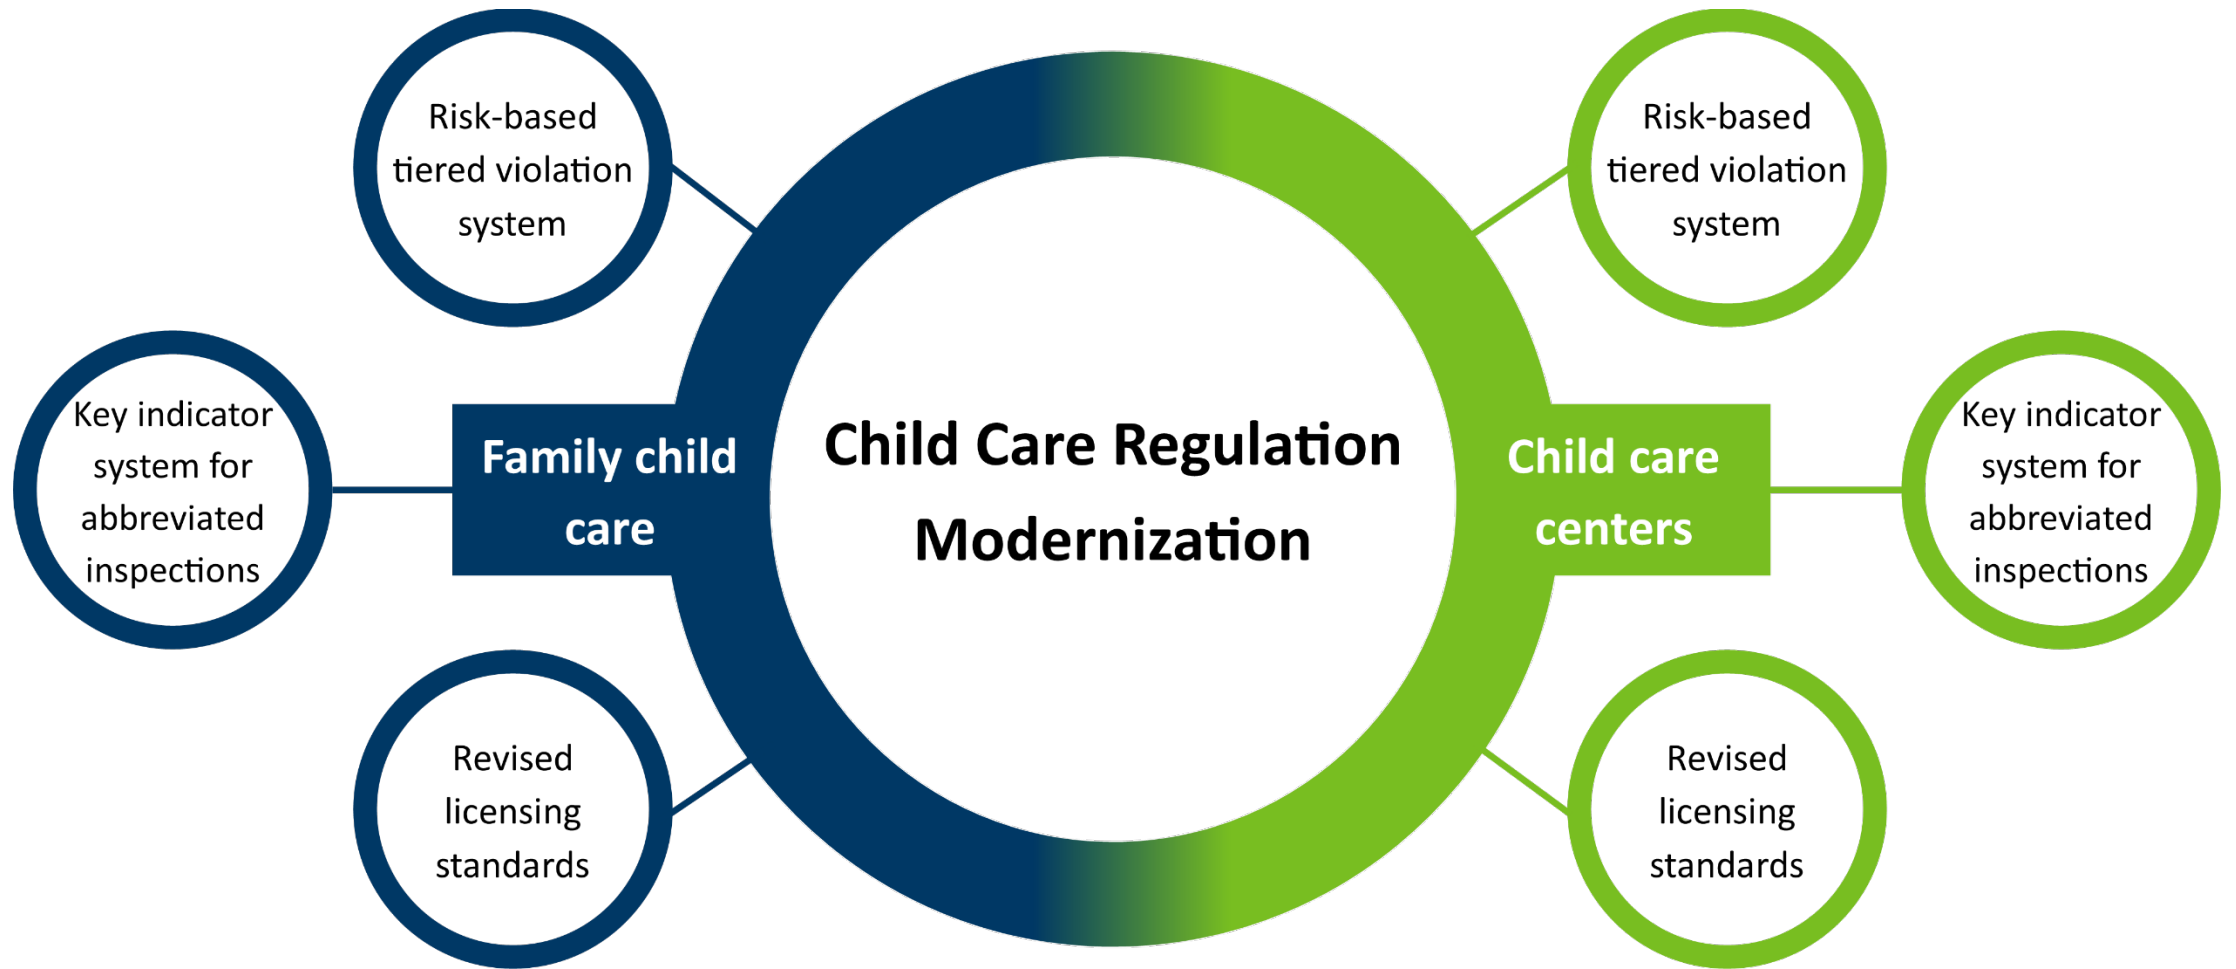 Risk-based
tiered violation
system
Key indicator
system for
abbreviated
inspections
Revised
licensing
standards
Family child
care
Child Care Regulation
Modernization
Child care
centers
Risk-based
tiered violation
system
Key indicator
system for
abbreviated
inspections
Revised
licensing
standards